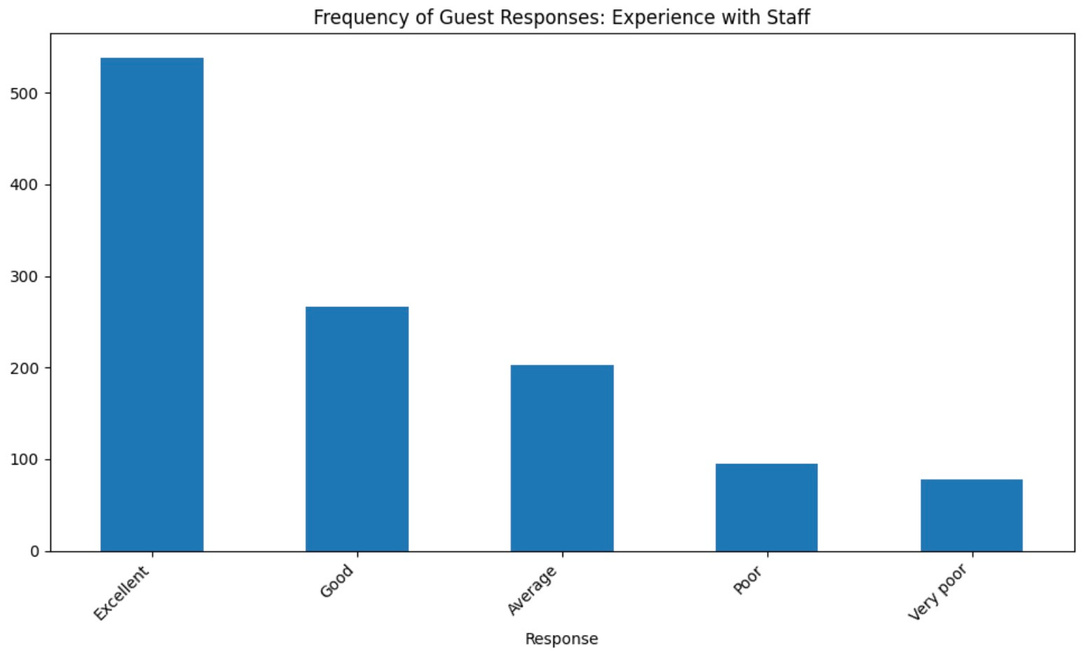 Frequency of Guest Responses: Experience with Staff
500
400
300
200
100
0
Excellent
Good
Average
Poor
Very poor
Response